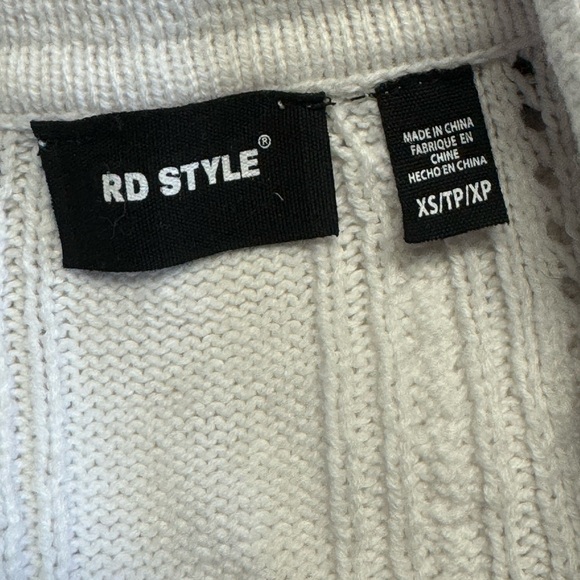 RD STYLE®
MADE IN CHINA
FABRIQUE EN
CHINE
HECHO EN CHINA
XS/TP/XP